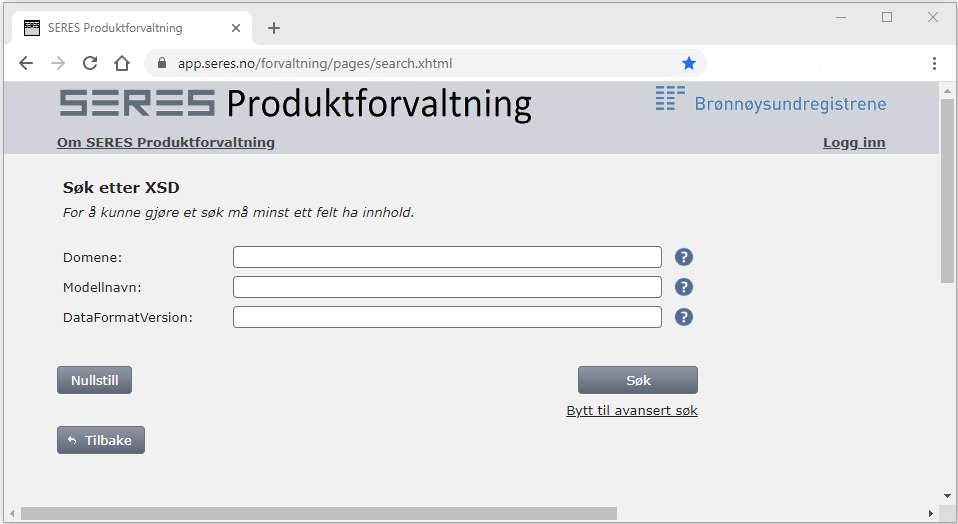 SERES Produktforvaltning
app.seres.no/forvaltning/pages/search.xhtml
SERES Produktforvaltning
Brønnøysundregistrene
Om SERES Produktforvaltning
Logg inn
Søk etter XSD
For å kunne gjøre et søk må minst ett felt ha innhold.
Domene:
?
Modellnavn:
?
DataFormatVersion:
?
Nullstill
Søk
Bytt til avansert søk
Tilbake